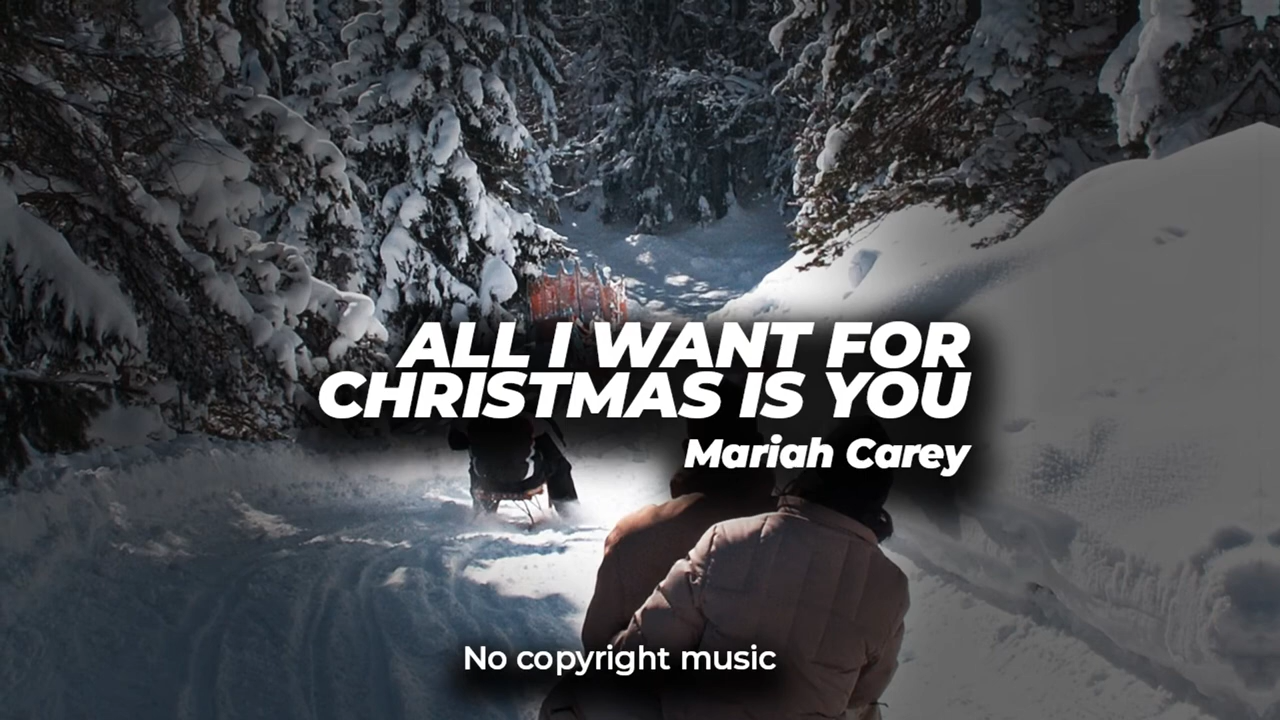 ALL I WANT FOR
CHRISTMAS IS YOU
Mariah Carey
No copyright music